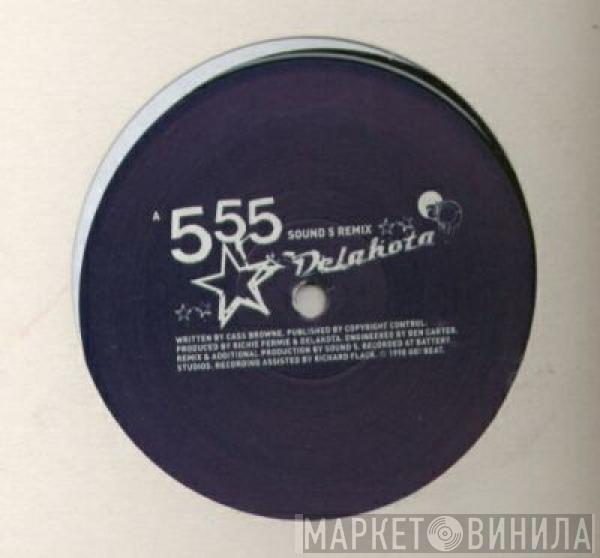 A
555
SOUND 5 REMIX
Delakota
WRITTEN BY CASS BROWNE. PUBLISHED BY COPYRIGHT CONTROL.
PRODUCED BY RICHIE FERMIE & DELAKOTA. ENGINEERED BY BEN CARTER.
REMIX & ADDITIONAL PRODUCTION BY SOUND 5. RECORDED AT BATTERY
STUDIOS. RECORDING ASSISTED BY RICHARD FLACK. © 1998 GO! BEAT.
МАРКЕТ ВИНИЛА